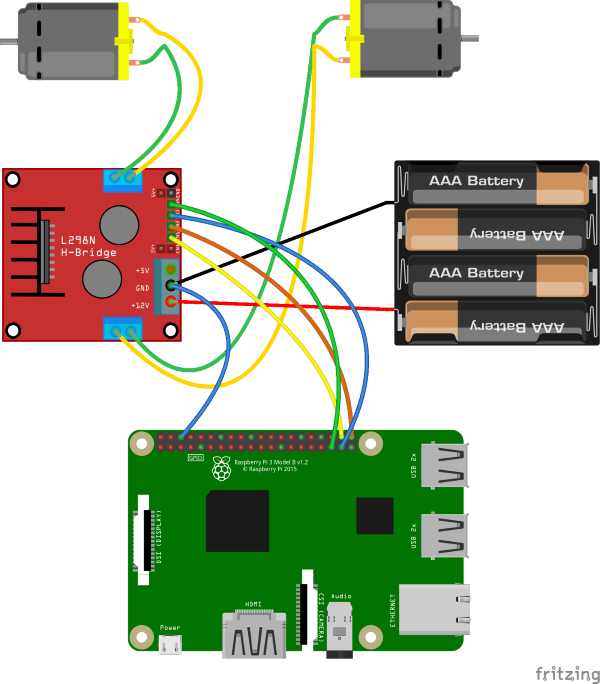 5V+
5V+
L298N
H-Bridge
+5V
GND
+12V
AAA Battery
AAA Battery
AAA Battery
AAA Battery
GPIO
Raspberry Pi 3 Model B v1.2
© Raspberry Pi 2015
USB 2x
USB 2x
DSI (DISPLAY)
CSI (CAMERA)
Audio
ETHERNET
HDMI
Power
fritzing